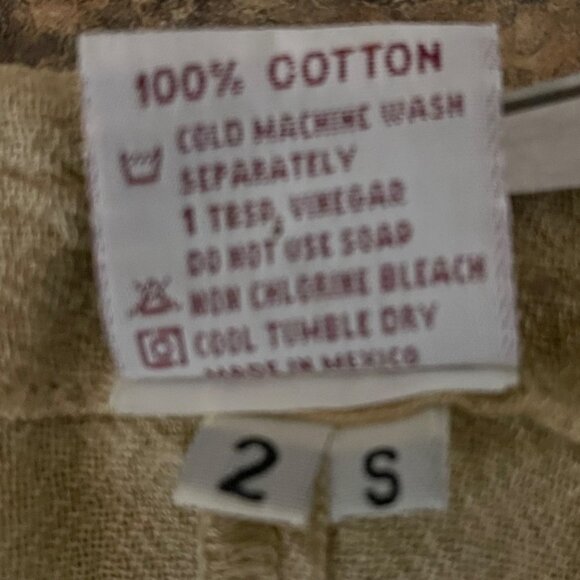 100% COTTON
COLD MACHINE WASH
SEPARATELY
1 TBSP, VINEGAR
DO NOT USE SOAP
NON CHLORINE BLEACH
COOL TUMBLE DRY
MADE IN MEXICO
2 S